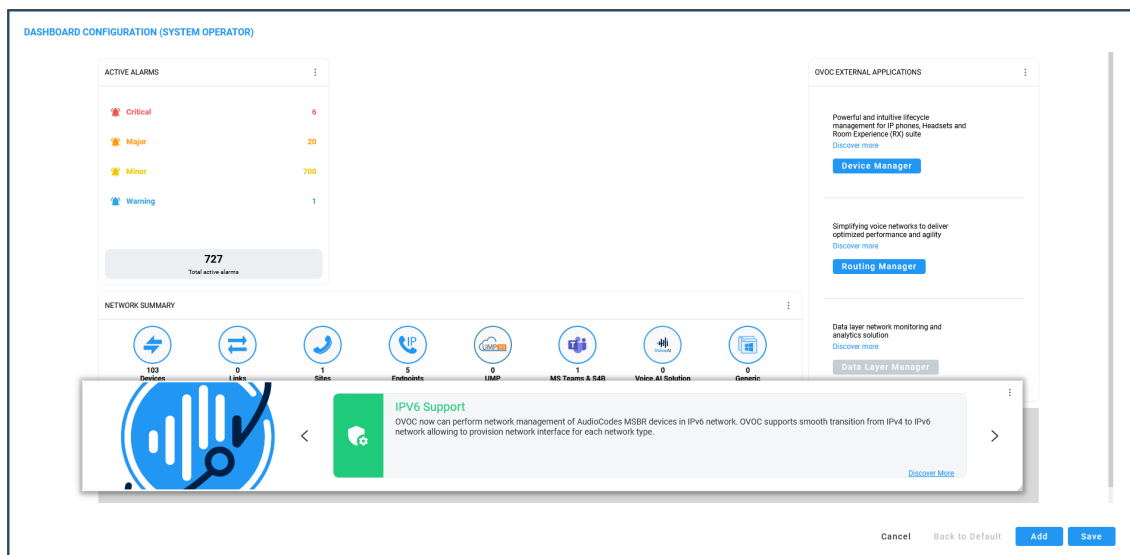 DASHBOARD CONFIGURATION (SYSTEM OPERATOR)
ACTIVE ALARMS
Critical 6
Major 20
Minor 700
Warning 1
727
Total active alarms
OVOC EXTERNAL APPLICATIONS
Powerful and intuitive lifecycle
management for IP phones, Headsets and
Room Experience (RX) suite
Discover more
Device Manager
Simplifying voice networks to deliver
optimized performance and agility
Discover more
Routing Manager
Data layer network monitoring and
analytics solution
Discover more
Data Layer Manager
NETWORK SUMMARY
IP
UMP
103 0 1 5 0 1 0 0
Devices Links Sites Endpoints UMP MS Teams & S4B Voice.AI Solution Generic
IPV6 Support
OVOC now can perform network management of AudioCodes MSBR devices in IPv6 network. OVOC supports smooth transition from IPv4 to IPv6
network allowing to provision network interface for each network type.
Discover More
Cancel Back to Default Add Save